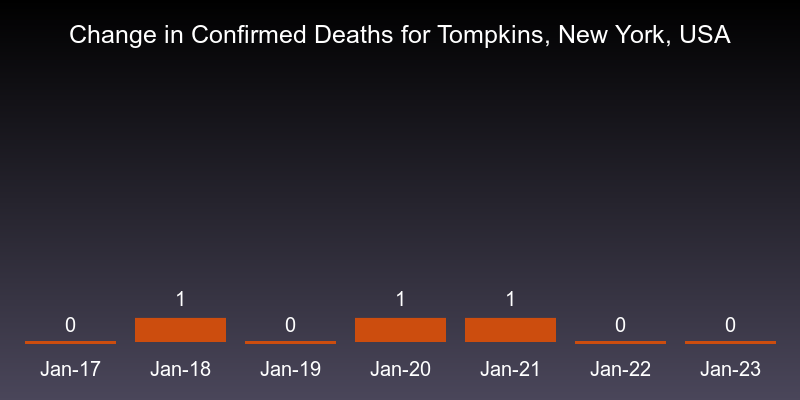 Change in Confirmed Deaths for Tompkins, New York, USA
0 1 0 1 1 0 0
Jan-17 Jan-18 Jan-19 Jan-20 Jan-21 Jan-22 Jan-23